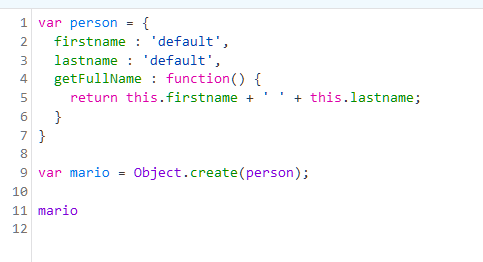 1 var person = {
2   firstname : 'default',
3   lastname : 'default',
4   getFullName : function() {
5     return this.firstname + ' ' + this.lastname;
6   }
7 }
8
9 var mario = Object.create(person);
10
11 mario
12